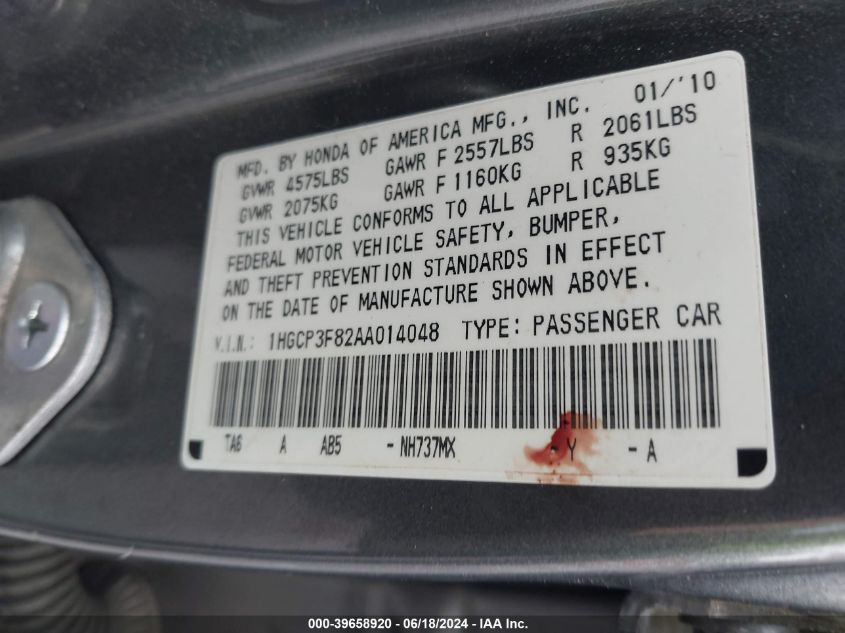 MFD. BY HONDA OF AMERICA MFG., INC. 01/'10
GVWR 4575LBS GAWR F 2557LBS R 2061LBS
GVWR 2075KG GAWR F 1160KG R 935KG
THIS VEHICLE CONFORMS TO ALL APPLICABLE
FEDERAL MOTOR VEHICLE SAFETY, BUMPER,
AND THEFT PREVENTION STANDARDS IN EFFECT
ON THE DATE OF MANUFACTURE SHOWN ABOVE.
V.I.N.: 1HGCP3F82AA014048 TYPE: PASSENGER CAR
TA6 A AB5 - NH737MX - Y - A
000-39658920 - 06/18/2024 - IAA Inc.